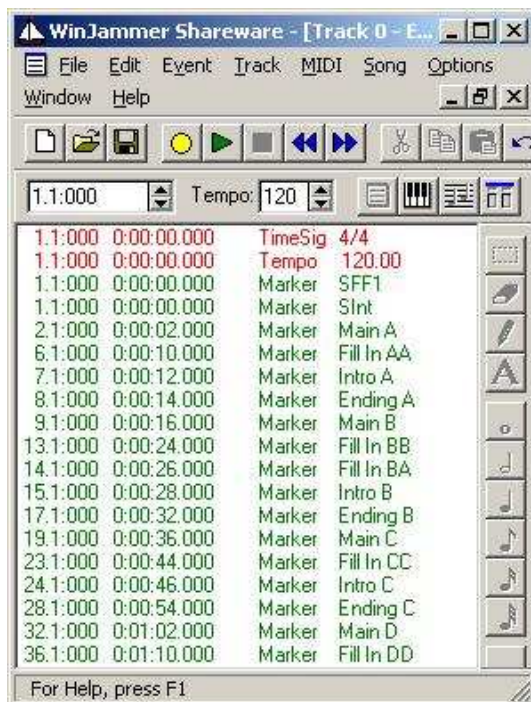 WinJammer Shareware - [Track 0 - E...
File Edit Event Track MIDI Song Options
Window Help
1.1:000 Tempo: 120
1.1:000 0:00:00.000 TimeSig 4/4
1.1:000 0:00:00.000 Tempo 120.00
1.1:000 0:00:00.000 Marker SFF1
1.1:000 0:00:00.000 Marker SInt
2.1:000 0:00:02.000 Marker Main A
6.1:000 0:00:10.000 Marker Fill In AA
7.1:000 0:00:12.000 Marker Intro A
8.1:000 0:00:14.000 Marker Ending A
9.1:000 0:00:16.000 Marker Main B
13.1:000 0:00:24.000 Marker Fill In BB
14.1:000 0:00:26.000 Marker Fill In BA
15.1:000 0:00:28.000 Marker Intro B
17.1:000 0:00:32.000 Marker Ending B
19.1:000 0:00:36.000 Marker Main C
23.1:000 0:00:44.000 Marker Fill In CC
24.1:000 0:00:46.000 Marker Intro C
28.1:000 0:00:54.000 Marker Ending C
32.1:000 0:01:02.000 Marker Main D
36.1:000 0:01:10.000 Marker Fill In DD
A
For Help, press F1